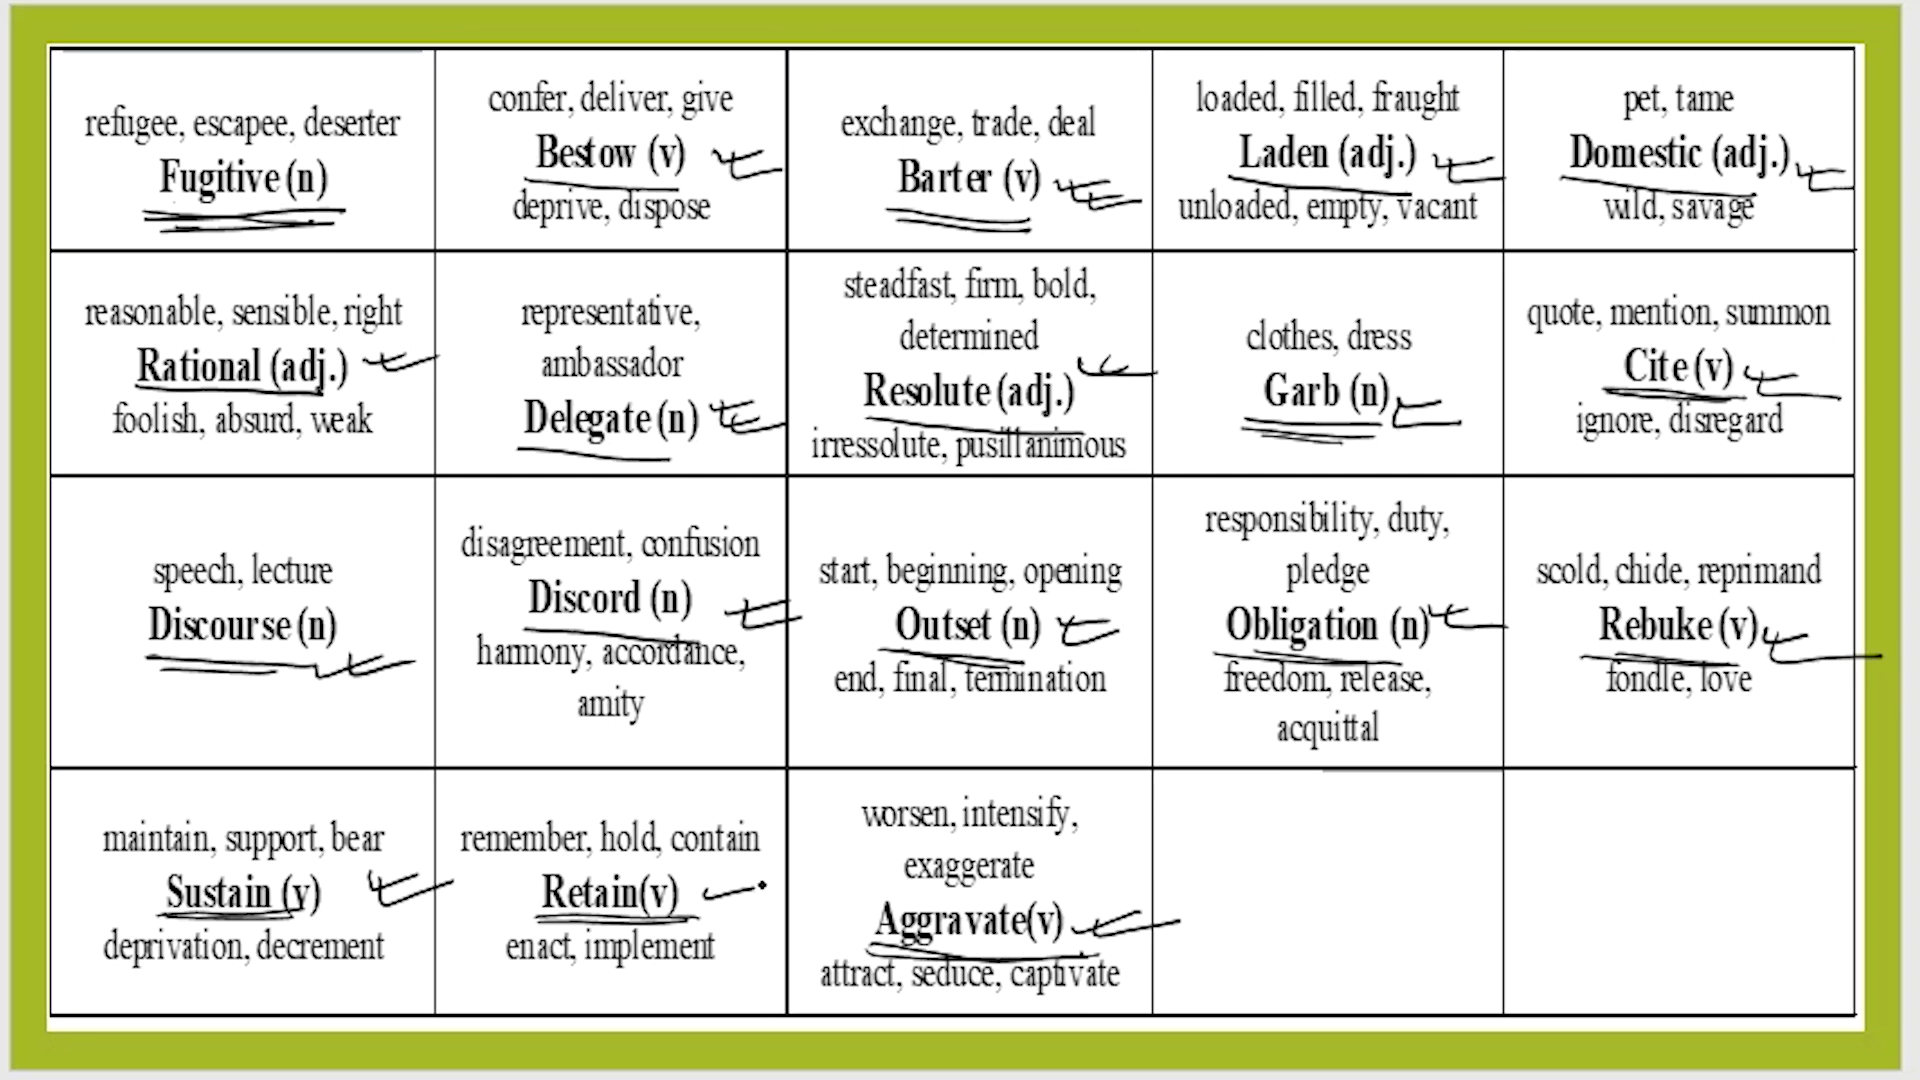 refugee, escapee, deserter
Fugitive (n)
confer, deliver, give
Bestow (v)
deprive, dispose
exchange, trade, deal
Barter (v)
loaded, filled, fraught
Laden (adj.)
unloaded, empty, vacant
pet, tame
Domestic (adj.)
wild, savage
reasonable, sensible, right
Rational (adj.)
foolish, absurd, weak
representative,
ambassador
Delegate (n)
steadfast, firm, bold,
determined
Resolute (adj.)
irressolute, pusillanimous
clothes, dress
Garb (n)
quote, mention, summon
Cite (v)
ignore, disregard
speech, lecture
Discourse (n)
disagreement, confusion
Discord (n)
harmony, accordance,
amity
start, beginning, opening
Outset (n)
end, final, termination
responsibility, duty,
pledge
Obligation (n)
freedom, release,
acquittal
scold, chide, reprimand
Rebuke (v)
fondle, love
maintain, support, bear
Sustain (v)
deprivation, decrement
remember, hold, contain
Retain(v)
enact, implement
worsen, intensify,
exaggerate
Aggravate(v)
attract, seduce, captivate